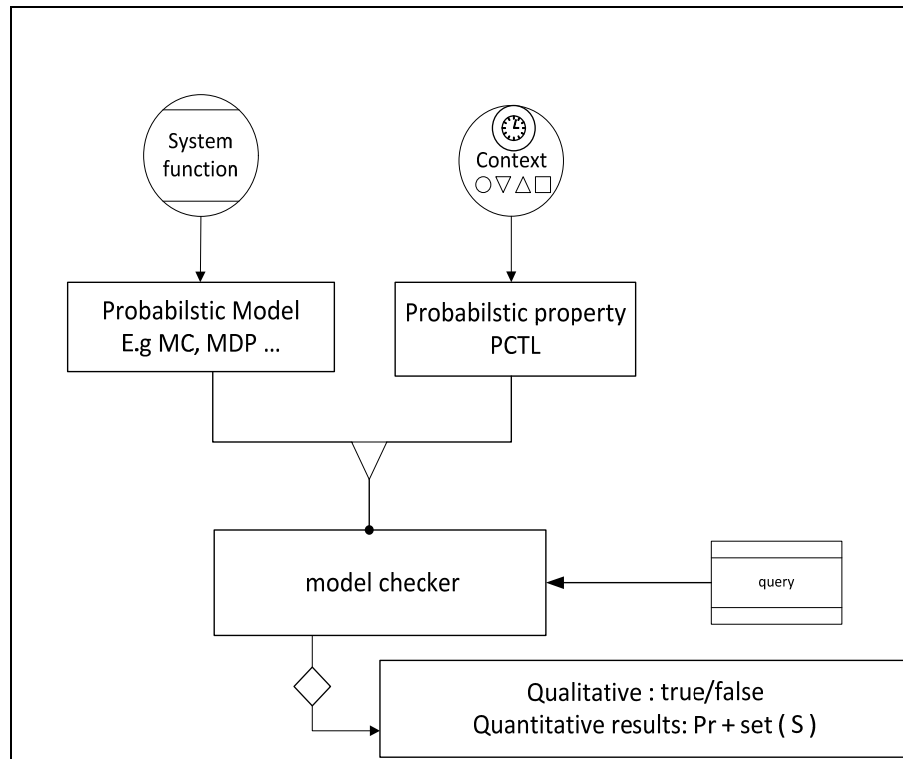 System
function
Context
Probabilstic Model
E.g MC, MDP ...
Probabilstic property
PCTL
model checker
query
Qualitative : true/false
Quantitative results: Pr + set ( S )